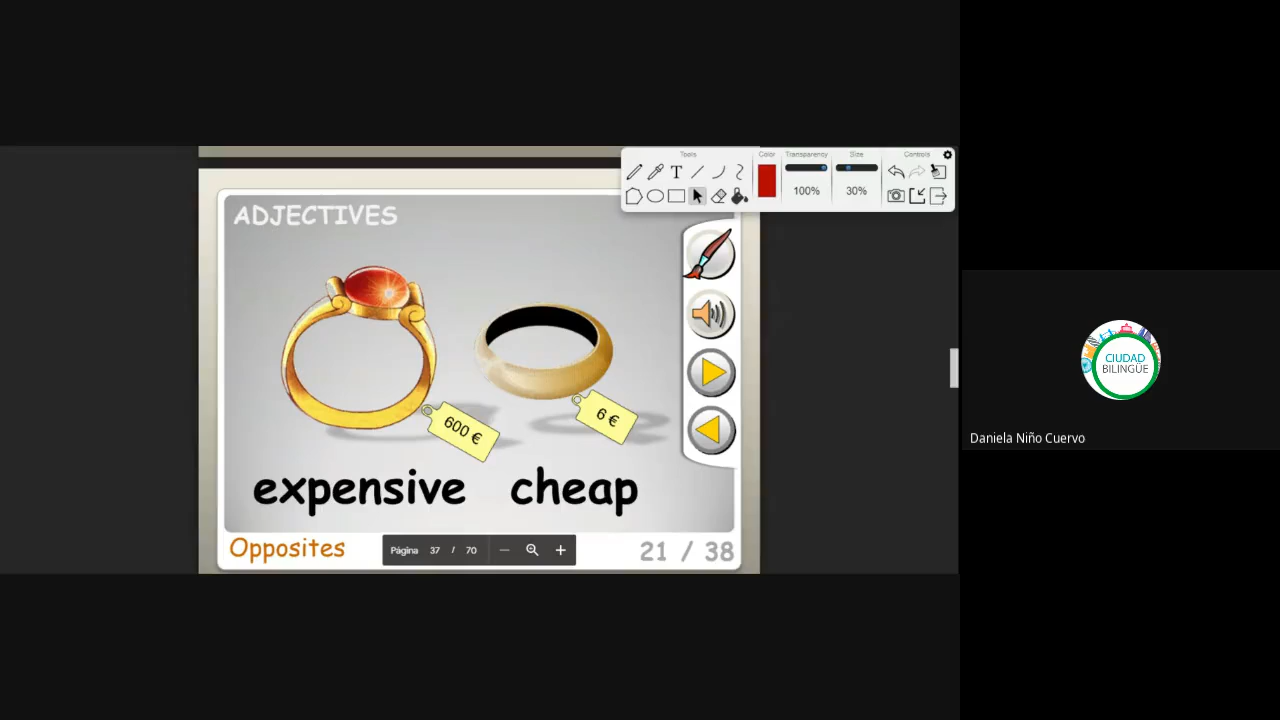 Tools
Color
Transparency
Size
Controls
100%
30%
ADJECTIVES
600 €
6 €
expensive cheap
Opposites
Página 37 / 70
21 / 38
CIUDAD
BILINGÜE
Daniela Niño Cuervo